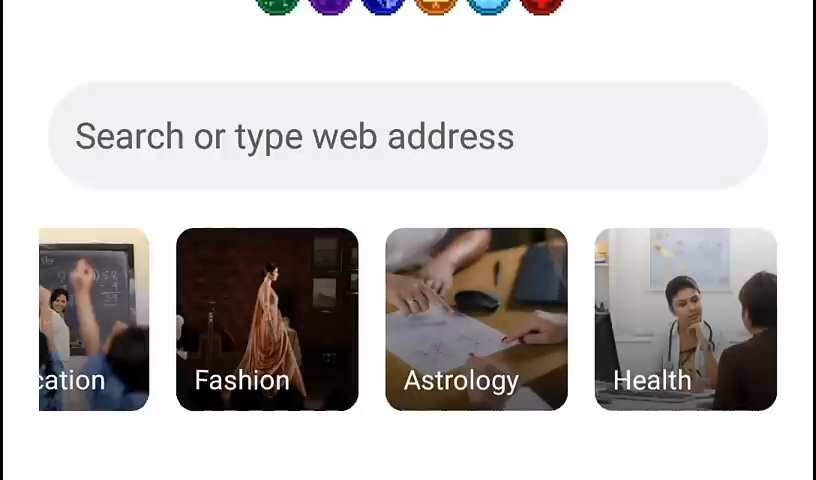 Search or type web address
cation
Fashion
Astrology
Health